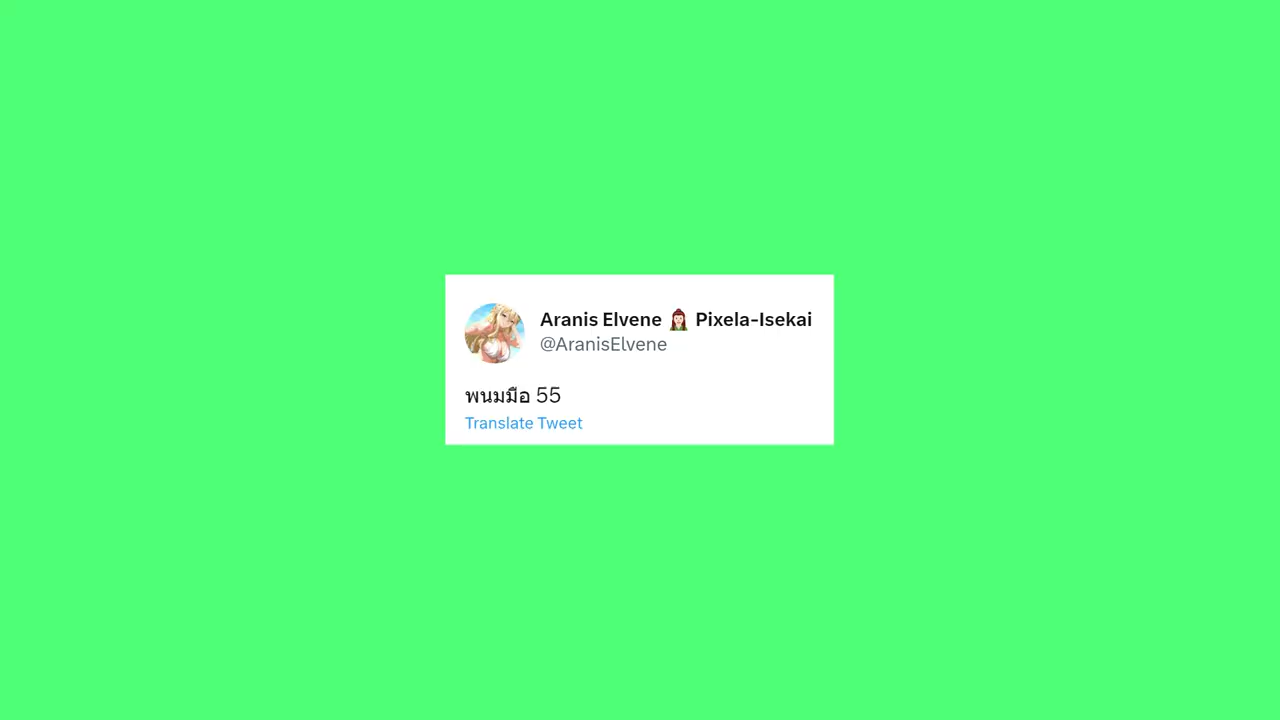 Aranis Elvene 🧝🏻‍♀️ Pixela-Isekai
@AranisElvene
พนมมือ 55
Translate Tweet